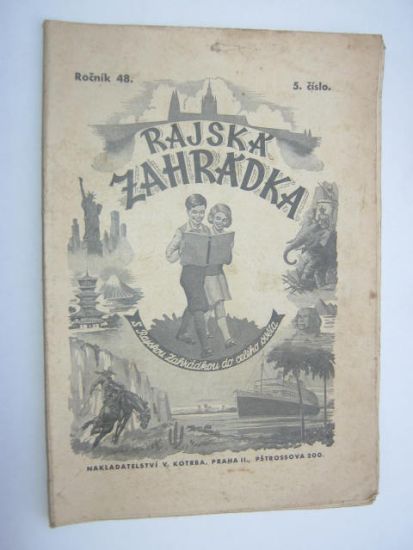 Ročník 48.
5. číslo.
RAJSKÁ
ZAHRÁDKA
S Rajskou Zahrádkou do celého světa
NAKLADATELSTVÍ V. KOTRBA, PRAHA II., PŠTROSSOVA 200.